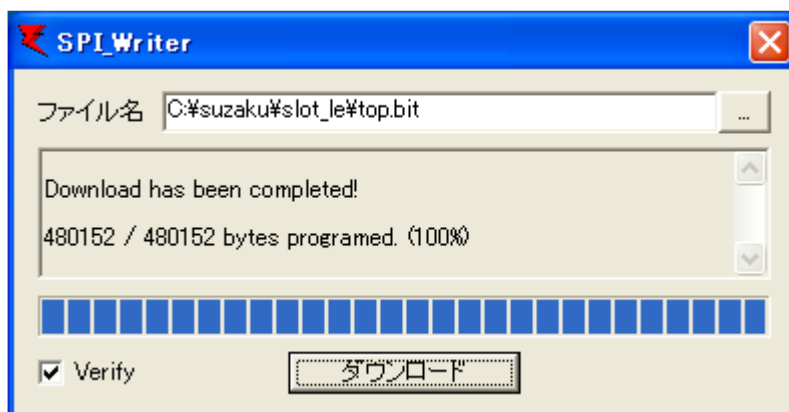 SPI_Writer
ファイル名 C:¥suzaku¥slot_le¥top.bit ...
Download has been completed!
480152 / 480152 bytes programed. (100%)
Verify ダウンロード